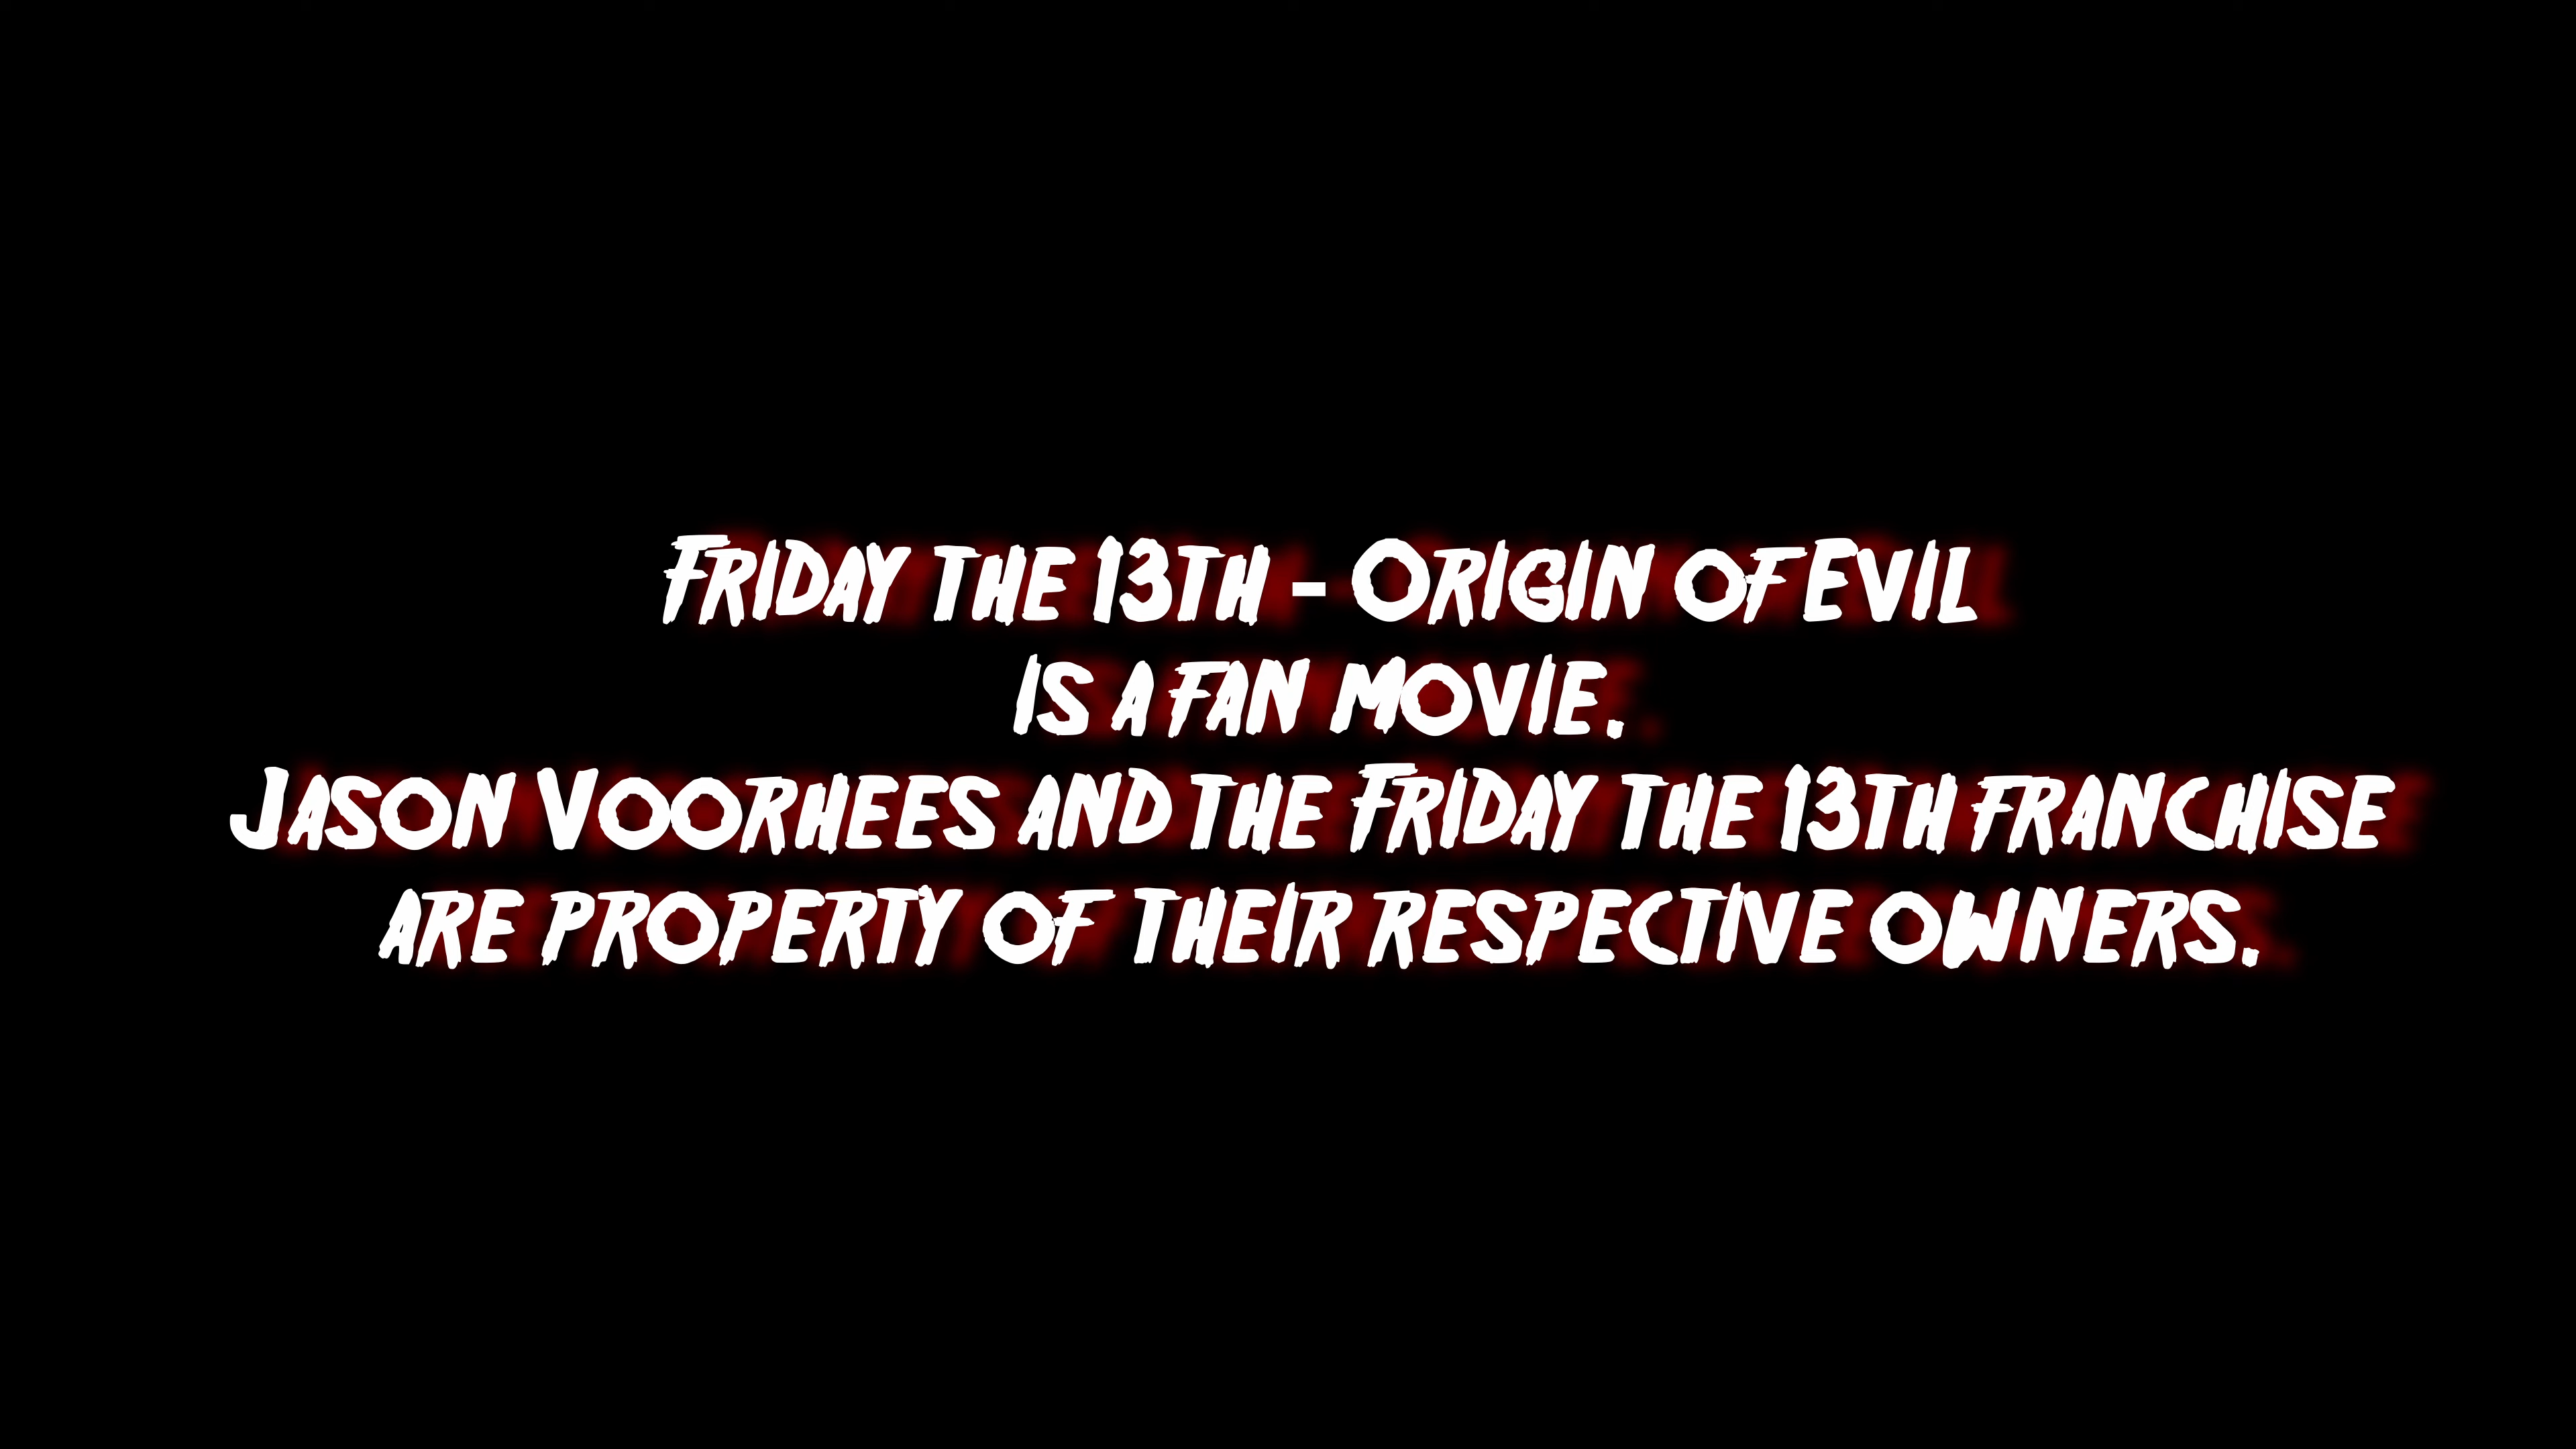 Friday the 13th - Origin of Evil
is a fan movie.
Jason Voorhees and the Friday the 13th franchise
are property of their respective owners.